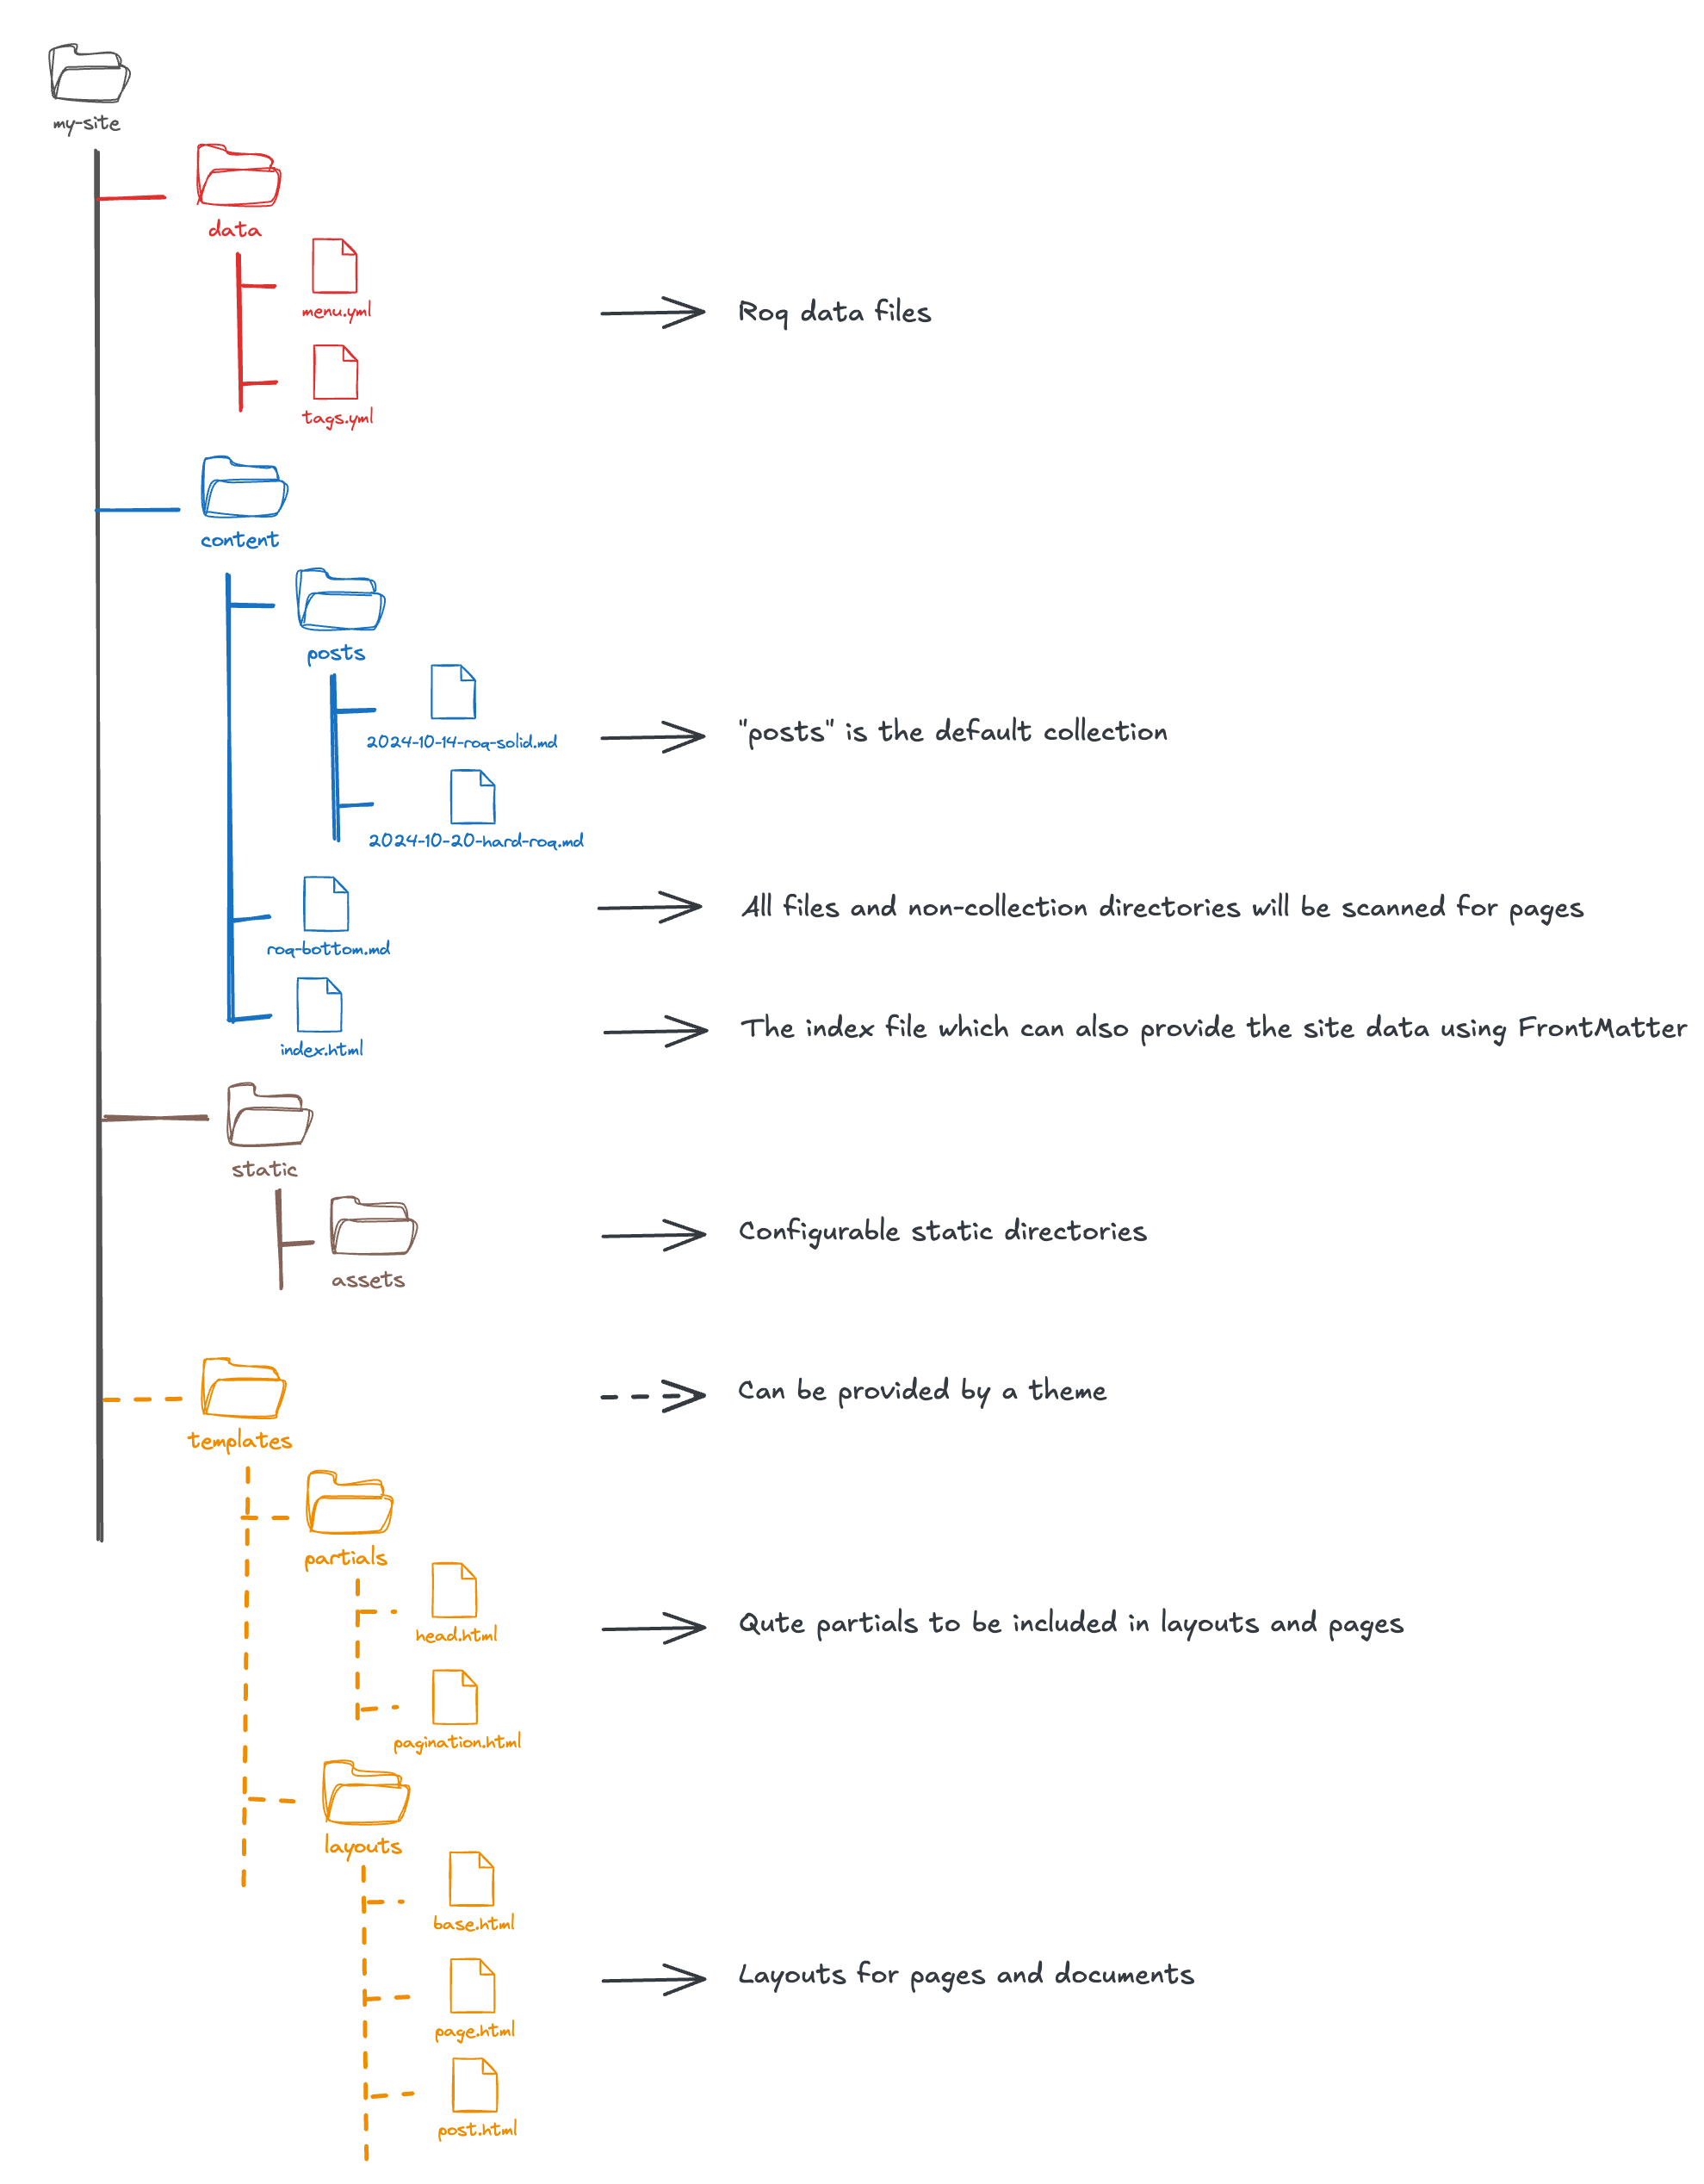 my-site
data
menu.yml
Roq data files
tags.yml
content
posts
"posts" is the default collection
2024-10-14-roq-solid.md
2024-10-20-hard-roq.md
All files and non-collection directories will be scanned for pages
roq-bottom.md
The index file which can also provide the site data using FrontMatter
index.html
static
Configurable static directories
assets
Can be provided by a theme
templates
partials
Qute partials to be included in layouts and pages
head.html
pagination.html
layouts
base.html
Layouts for pages and documents
page.html
post.html